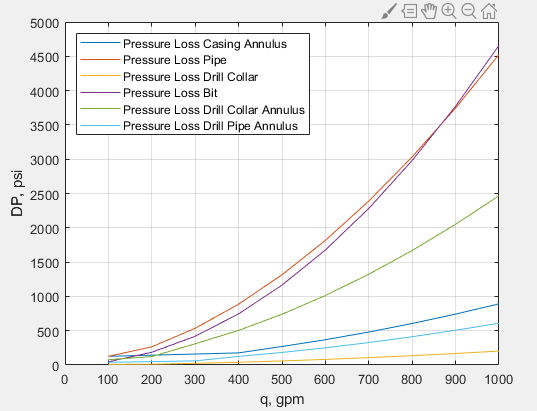 5000
4500
4000
3500
3000
2500
2000
1500
1000
500
0
DP, psi
Pressure Loss Casing Annulus
Pressure Loss Pipe
Pressure Loss Drill Collar
Pressure Loss Bit
Pressure Loss Drill Collar Annulus
Pressure Loss Drill Pipe Annulus
0 100 200 300 400 500 600 700 800 900 1000
q, gpm